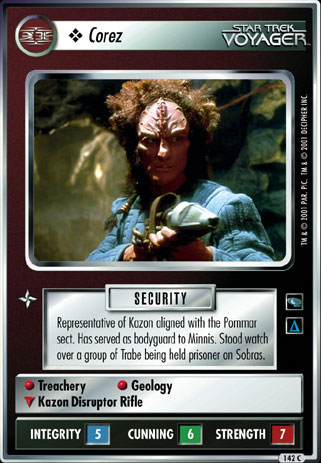 ❖ Corez
STAR TREK
VOYAGER™
TM & © 2001 PAR. PIC. TM & © 2001 DECIPHER INC.
SECURITY
Representative of Kazon aligned with the Pommar
sect. Has served as bodyguard to Minnis. Stood watch
over a group of Trabe being held prisoner on Sobras.
Treachery
Geology
Kazon Disruptor Rifle
INTEGRITY 5
CUNNING 6
STRENGTH 7
142 C